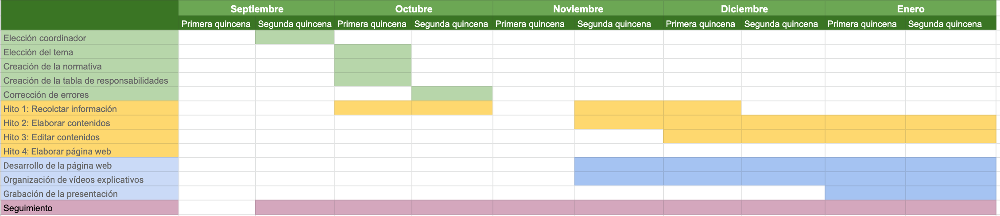 Septiembre Octubre Noviembre Diciembre Enero
Primera quincena Segunda quincena Primera quincena Segunda quincena Primera quincena Segunda quincena Primera quincena Segunda quincena Primera quincena Segunda quincena
Elección coordinador
Elección del tema
Creación de la normativa
Creación de la tabla de responsabilidades
Corrección de errores
Hito 1: Recolctar información
Hito 2: Elaborar contenidos
Hito 3: Editar contenidos
Hito 4: Elaborar página web
Desarrollo de la página web
Organización de vídeos explicativos
Grabación de la presentación
Seguimiento